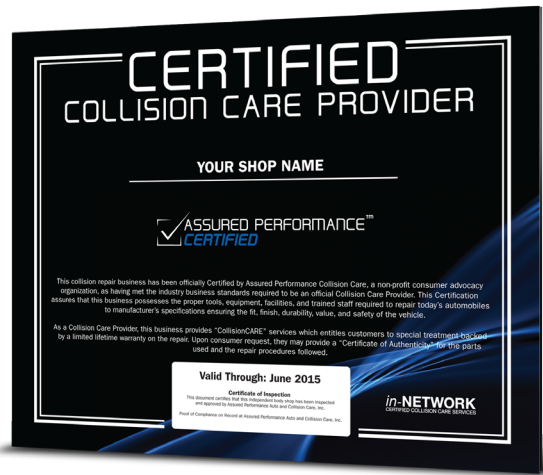 CERTIFIED
COLLISION CARE PROVIDER
YOUR SHOP NAME
ASSURED PERFORMANCE™
CERTIFIED
This collision repair business has been officially Certified by Assured Performance Collision Care, a non-profit consumer advocacy
organization, as having met the industry business standards required to be an official Collision Care Provider. This Certification
assures that this business possesses the proper tools, equipment, facilities, and trained staff required to repair today's automobiles
to manufacturer's specifications ensuring the fit, finish, durability, value, and safety of the vehicle.
As a Collision Care Provider, this business provides "CollisionCARE" services which entitles customers to special treatment backed
by a limited lifetime warranty on the repair. Upon consumer request, they may provide a "Certificate of Authenticity" for the parts
used and the repair procedures followed.
Valid Through: June 2015
Certificate of Inspection
This document certifies that this independent body shop has been inspected
and approved by Assured Performance Auto and Collision Care, Inc.
Proof of Compliance on Record at Assured Performance Auto and Collision Care, Inc.
in-NETWORK
CERTIFIED COLLISION CARE SERVICES